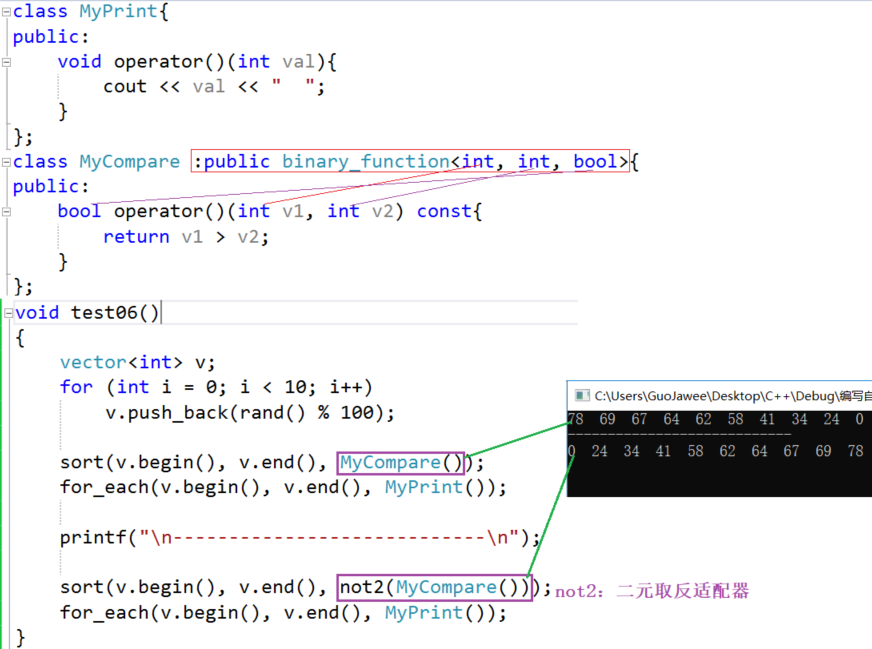 class MyPrint{
public:
void operator()(int val){
cout << val << "  ";
}
};
class MyCompare :public binary_function<int, int, bool>{
public:
bool operator()(int v1, int v2) const{
return v1 > v2;
}
};
void test06()
{
vector<int> v;
for (int i = 0; i < 10; i++)
v.push_back(rand() % 100);
sort(v.begin(), v.end(), MyCompare());
for_each(v.begin(), v.end(), MyPrint());
printf("\n----------------------------\n");
sort(v.begin(), v.end(), not2(MyCompare())); not2：二元取反适配器
for_each(v.begin(), v.end(), MyPrint());
}
C:\Users\GuoJawee\Desktop\C++\Debug\编写自
78 69 67 64 62 58 41 34 24 0
----------------------------
0 24 34 41 58 62 64 67 69 78